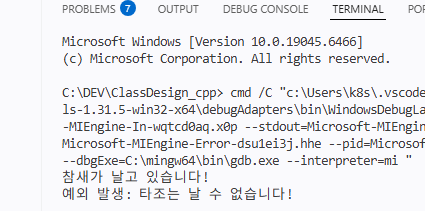 PROBLEMS 7 OUTPUT DEBUG CONSOLE TERMINAL
Microsoft Windows [Version 10.0.19045.6466]
(c) Microsoft Corporation. All rights reserved.
C:\DEV\ClassDesign_cpp> cmd /C "c:\Users\k8s\.vscode
ls-1.31.5-win32-x64\debugAdapters\bin\WindowsDebugLa
-MIEngine-In-wqtcd0aq.x0p --stdout=Microsoft-MIEngin
Microsoft-MIEngine-Error-dsu1ei3j.hhe --pid=Microsof
--dbgExe=C:\mingw64\bin\gdb.exe --interpreter=mi "
참새가 날고 있습니다!
예외 발생: 타조는 날 수 없습니다!